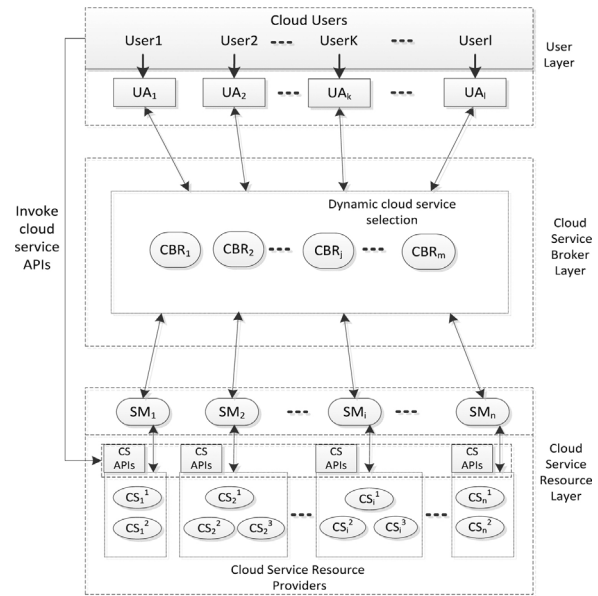 Cloud Users
User1 User2 UserK UserI
User
Layer
UA1 UA2 UAk UAl
Dynamic cloud service
selection
Invoke
cloud
service
APIs
CBR1 CBR2 CBRj CBRm
Cloud
Service
Broker
Layer
SM1 SM2 SMi SMn
CS
APIs
CS
APIs
CS
APIs
CS
APIs
Cloud
Service
Resource
Layer
CS1^1 CS2^1 CSi^1 CSn^1
CS1^2 CS2^2 CS2^3 CSi^2 CSi^3 CSn^2
Cloud Service Resource
Providers